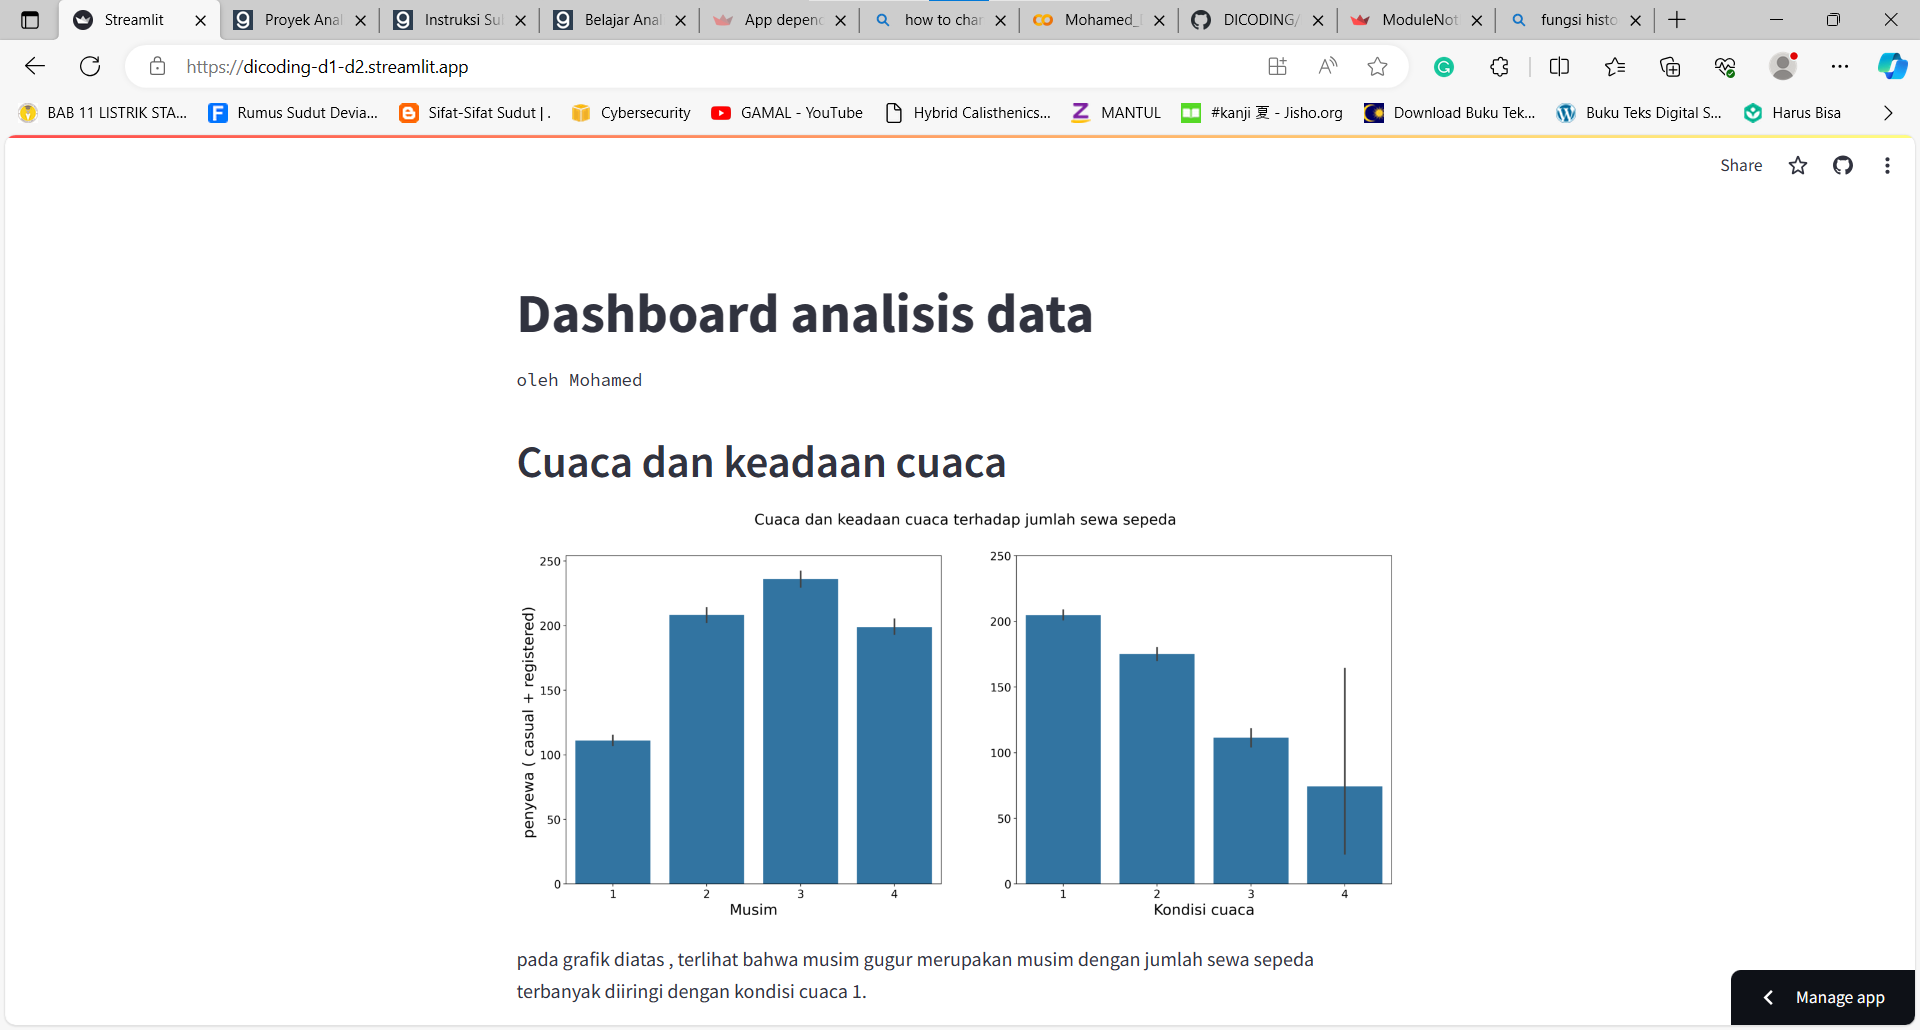 Streamlit
Proyek Anal
Instruksi Su
Belajar Anal
App depend
how to char
Mohamed_
DICODING/
ModuleNot
fungsi histo
https://dicoding-d1-d2.streamlit.app
BAB 11 LISTRIK STA...
Rumus Sudut Devia...
Sifat-Sifat Sudut | .
Cybersecurity
GAMAL - YouTube
Hybrid Calisthenics...
MANTUL
#kanji 夏 - Jisho.org
Download Buku Tek...
Buku Teks Digital S...
Harus Bisa
Share
Dashboard analisis data
oleh Mohamed
Cuaca dan keadaan cuaca
Cuaca dan keadaan cuaca terhadap jumlah sewa sepeda
penyewa ( casual + registered)
250
200
150
100
50
0
1 2 3 4
Musim
250
200
150
100
50
0
1 2 3 4
Kondisi cuaca
pada grafik diatas , terlihat bahwa musim gugur merupakan musim dengan jumlah sewa sepeda
terbanyak diiringi dengan kondisi cuaca 1.
Manage app